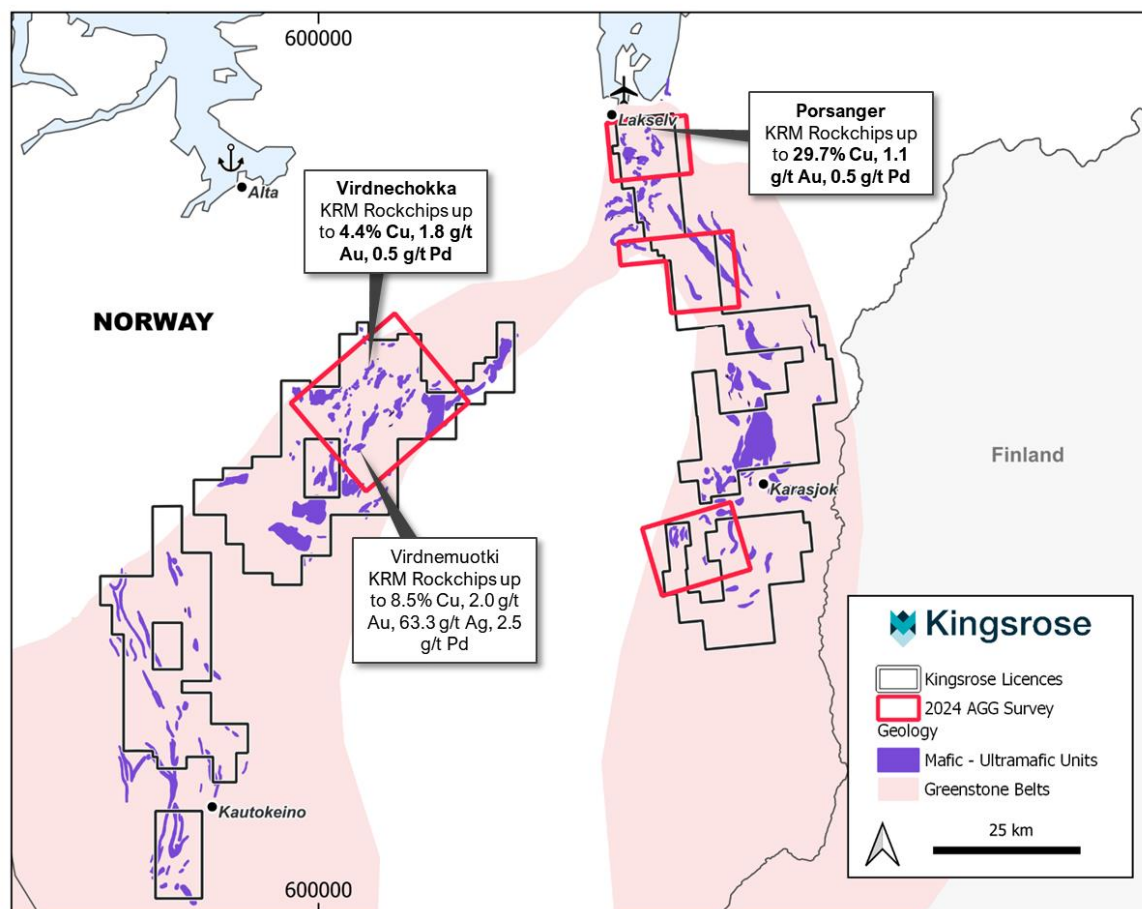 600000
Lakselv
Porsanger
KRM Rockchips up
to 29.7% Cu, 1.1
g/t Au, 0.5 g/t Pd
Alta
Virdnechokka
KRM Rockchips up
to 4.4% Cu, 1.8 g/t
Au, 0.5 g/t Pd
NORWAY
Finland
Karasjok
Virdnemuotki
KRM Rockchips up
to 8.5% Cu, 2.0 g/t
Au, 63.3 g/t Ag, 2.5
g/t Pd
Kautokeino
Kingsrose
Kingsrose Licences
2024 AGG Survey
Geology
Mafic - Ultramafic Units
Greenstone Belts
25 km
600000